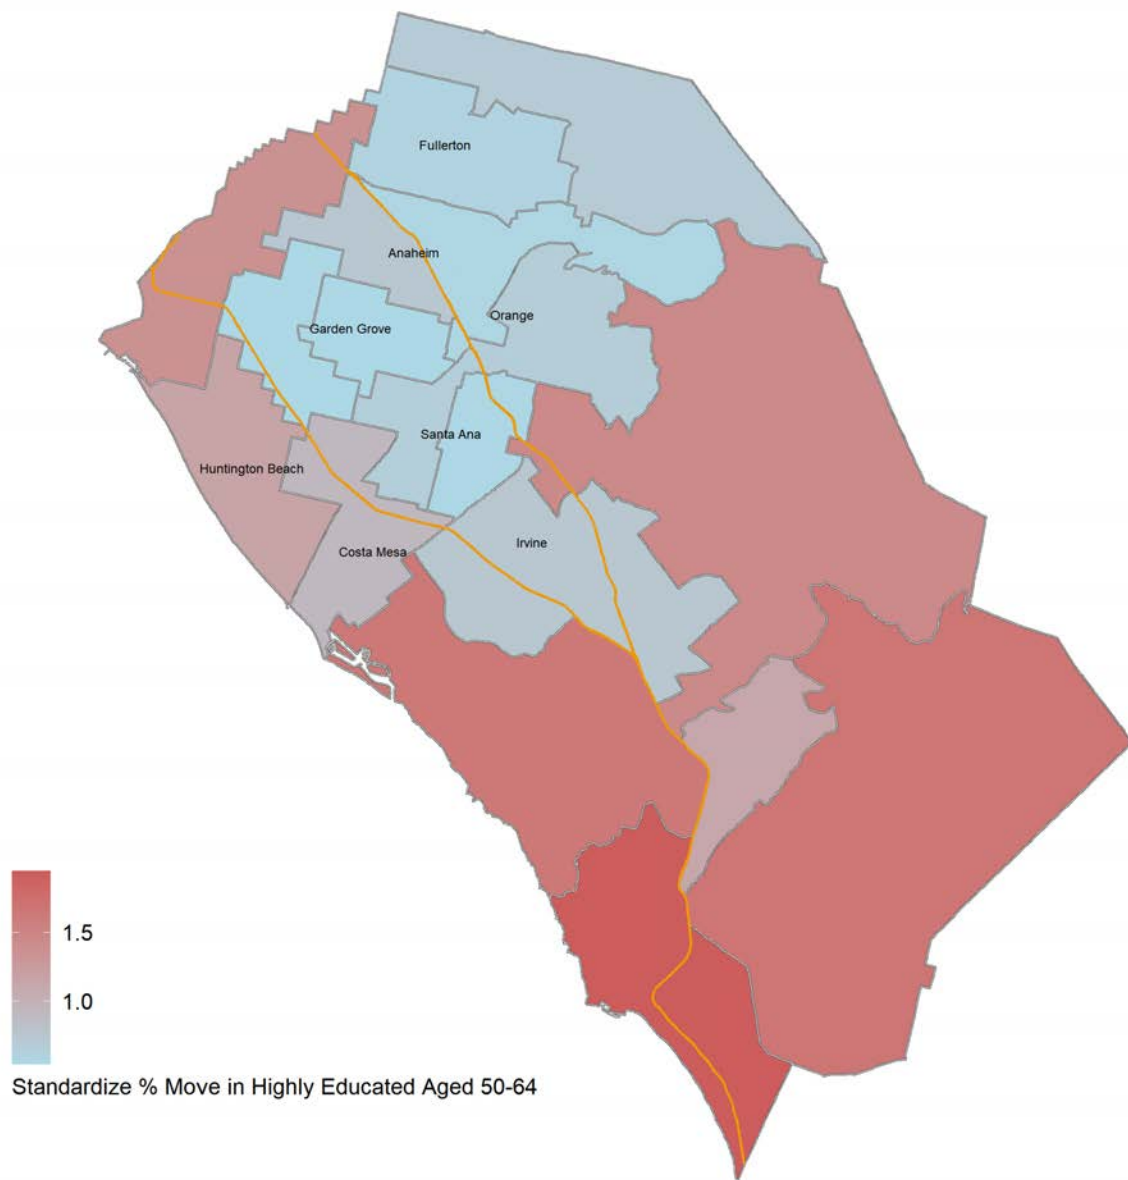 Fullerton
Anaheim
Orange
Garden Grove
Santa Ana
Huntington Beach
Irvine
Costa Mesa
1.5
1.0
Standardize % Move in Highly Educated Aged 50-64